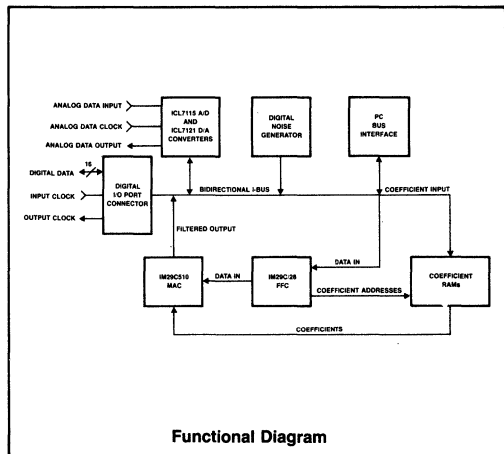 ANALOG DATA INPUT
ANALOG DATA CLOCK
ANALOG DATA OUTPUT
ICL7115 A/D
AND
ICL7121 D/A
CONVERTERS
DIGITAL
NOISE
GENERATOR
PC
BUS
INTERFACE
16
DIGITAL DATA
INPUT CLOCK
OUTPUT CLOCK
DIGITAL
I/O PORT
CONNECTOR
BIDIRECTIONAL I-BUS
COEFFICIENT INPUT
FILTERED OUTPUT
DATA IN
IM29C510
MAC
DATA IN
IM29C/28
FFC
COEFFICIENT ADDRESSES
COEFFICIENT
RAMs
COEFFICIENTS
Functional Diagram